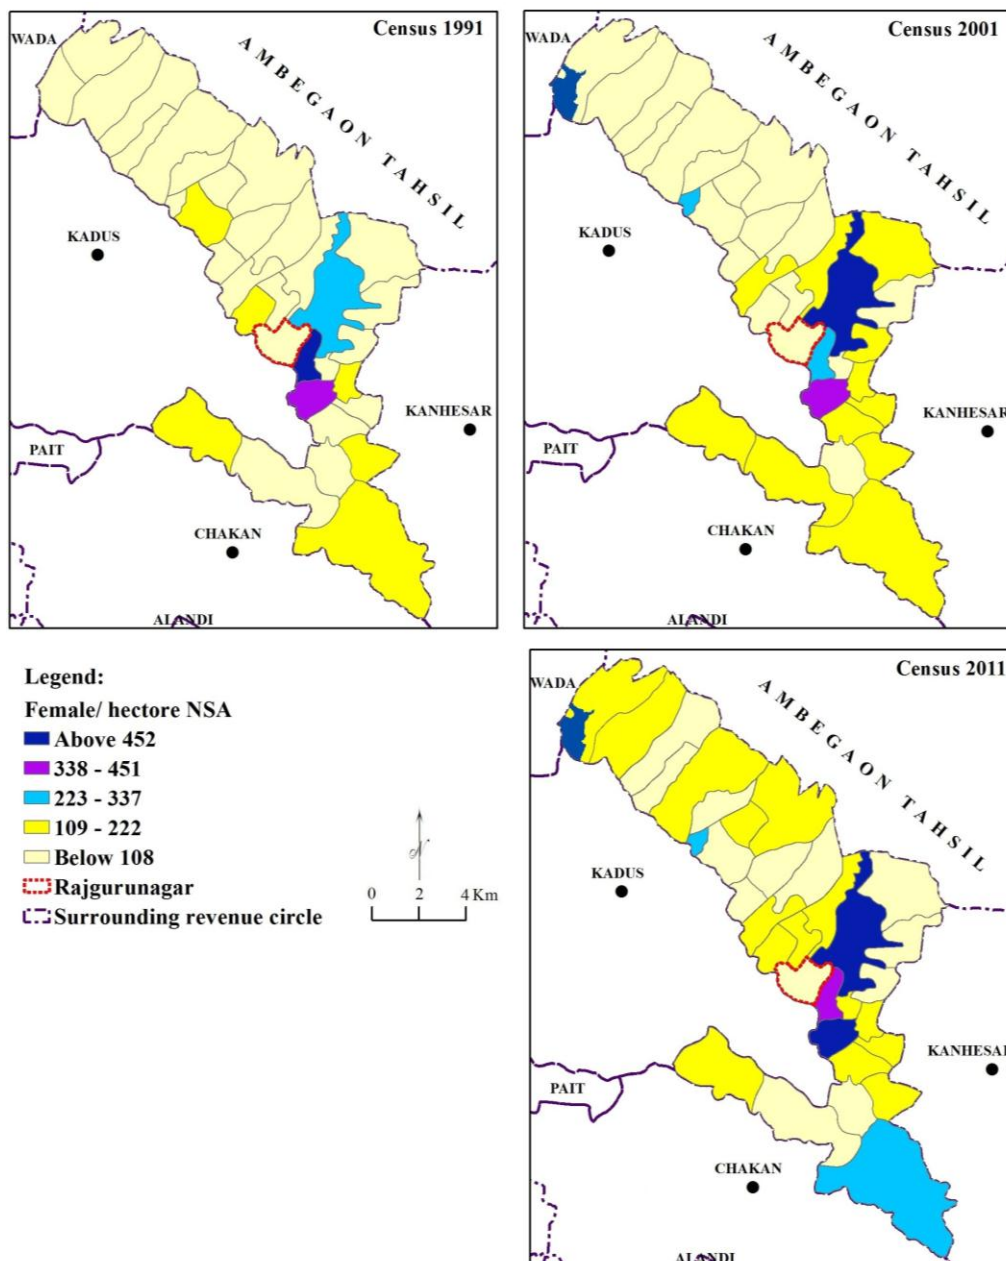 Census 1991
WADA
AMBEGAON TAHSIL
KADUS
KANHESAR
PAIT
CHAKAN
ALANDI
Census 2001
WADA
AMBEGAON TAHSIL
KADUS
KANHESAR
PAIT
CHAKAN
ALANDI
Legend:
Female/ hectore NSA
Above 452
338 - 451
223 - 337
109 - 222
Below 108
Rajgurunagar
Surrounding revenue circle
N
0 2 4 Km
Census 2011
WADA
AMBEGAON TAHSIL
KADUS
KANHESAR
PAIT
CHAKAN
ALANDI